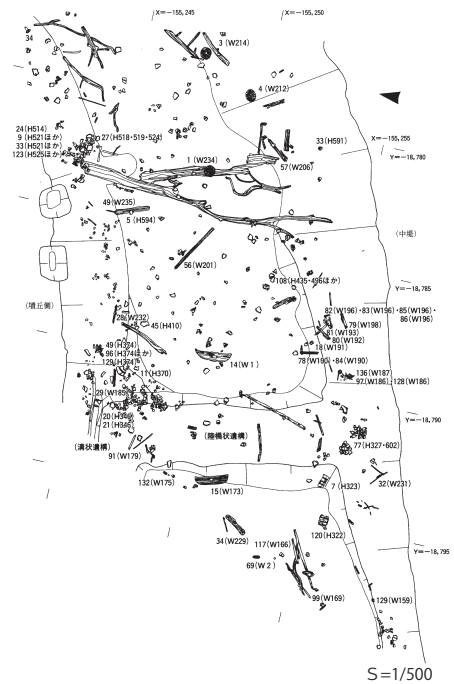 X=-155,245
X=-155,250
34
3 (W214)
4 (W212)
24(H514)
9 (H521ほか)
33(H521ほか)
123(H525ほか)
27(H518・519・524)
33(H591)
X=-155,255
Y=-18,780
1 (W234)
57(W206)
49(W235)
5 (H594)
(中堤)
56(W201)
108(H435・456ほか)
Y=-18,785
(墳丘側)
82(W196)・83(W196)・85(W196)・
86(W196)
28(W232)
79(W198)
45(H410)
81(W193)
80(W192)
18(W191)
49(H374)
96(H374ほか)
129(H374)
14(W 1 )
78(W195)・84(W190)
11(H370)
136(W187)
97(W186)・128(W186)
29(W185)
20(H346)
21(H346)
Y=-18,790
(溝状遺構)
(陸橋状遺構)
77(H327・602)
91(W179)
132(W175)
15(W173)
7 (H323)
32(W231)
34(W229)
120(H322)
117(W166)
Y=-18,795
69(W 2 )
99(W169)
129(W159)
S=1/500